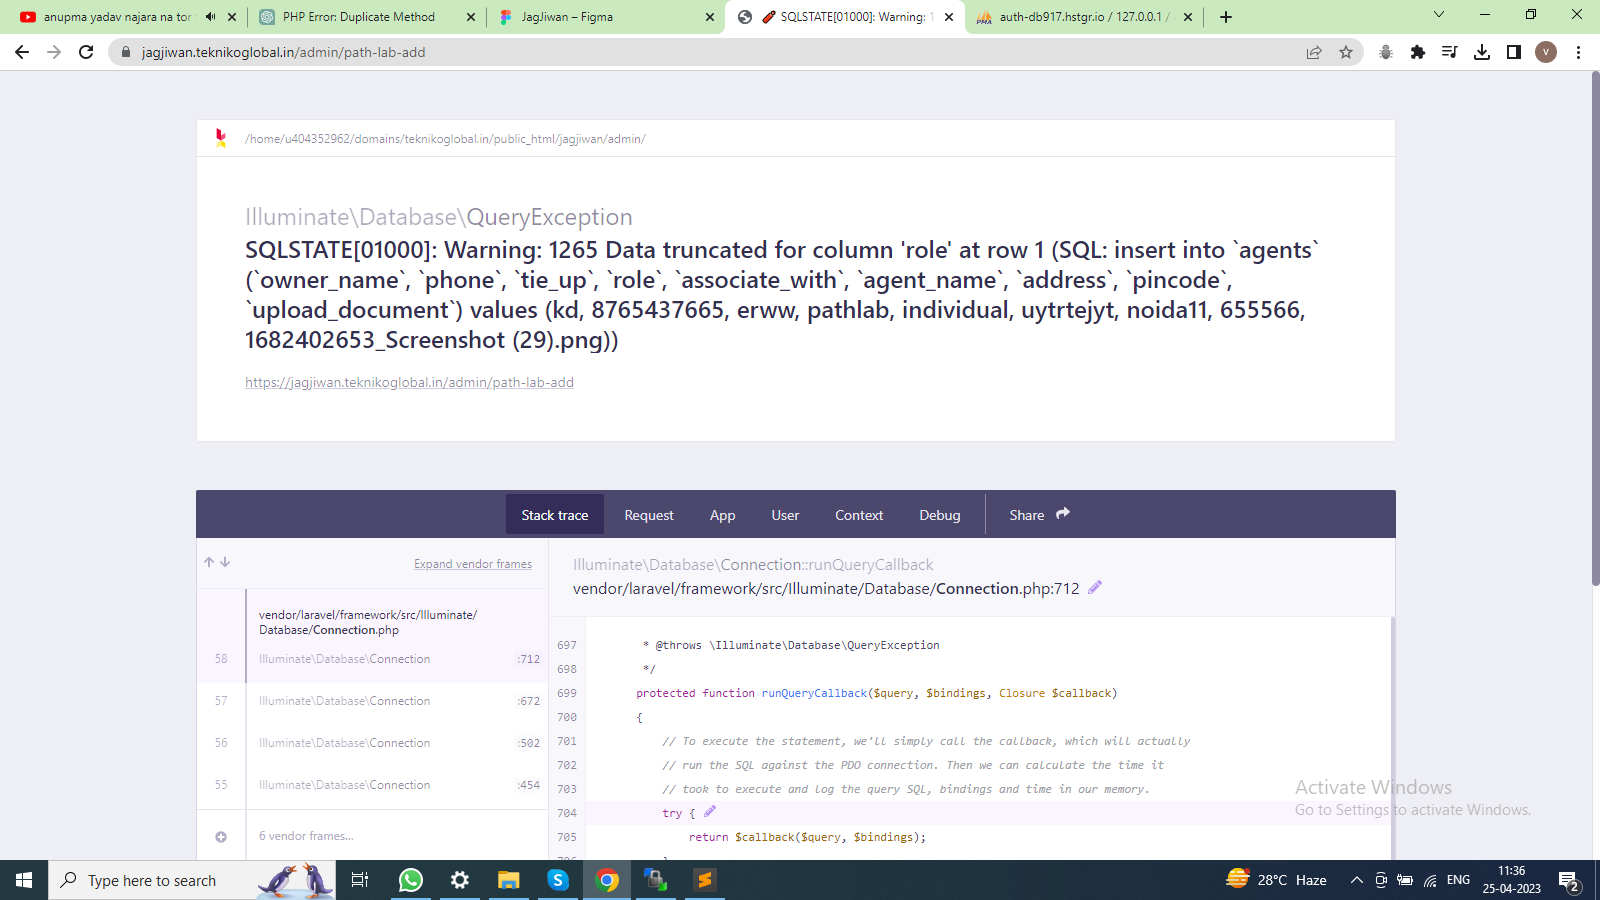 anupma yadav najara na tor
PHP Error: Duplicate Method
JagJiwan – Figma
SQLSTATE[01000]: Warning: 1
auth-db917.hstgr.io / 127.0.0.1 /
jagjiwan.teknikoglobal.in/admin/path-lab-add
V
/home/u404352962/domains/teknikoglobal.in/public_html/jagjiwan/admin/
Illuminate\Database\QueryException
SQLSTATE[01000]: Warning: 1265 Data truncated for column 'role' at row 1 (SQL: insert into `agents`
(`owner_name`, `phone`, `tie_up`, `role`, `associate_with`, `agent_name`, `address`, `pincode`,
`upload_document`) values (kd, 8765437665, erww, pathlab, individual, uytrtejyt, noida11, 655566,
1682402653_Screenshot (29).png))
https://jagjiwan.teknikoglobal.in/admin/path-lab-add
Stack trace Request App User Context Debug Share
Expand vendor frames
vendor/laravel/framework/src/Illuminate/
Database/Connection.php
58 Illuminate\Database\Connection :712
57 Illuminate\Database\Connection :672
56 Illuminate\Database\Connection :502
55 Illuminate\Database\Connection :454
6 vendor frames...
Illuminate\Database\Connection::runQueryCallback
vendor/laravel/framework/src/Illuminate/Database/Connection.php:712
697 * @throws \Illuminate\Database\QueryException
698 */
699 protected function runQueryCallback($query, $bindings, Closure $callback)
700 {
701 // To execute the statement, we'll simply call the callback, which will actually
702 // run the SQL against the PDO connection. Then we can calculate the time it
703 // took to execute and log the query SQL, bindings and time in our memory.
704 try {
705 return $callback($query, $bindings);
Activate Windows
Go to Settings to activate Windows.
Type here to search
28°C Haze
ENG
11:36
25-04-2023
2